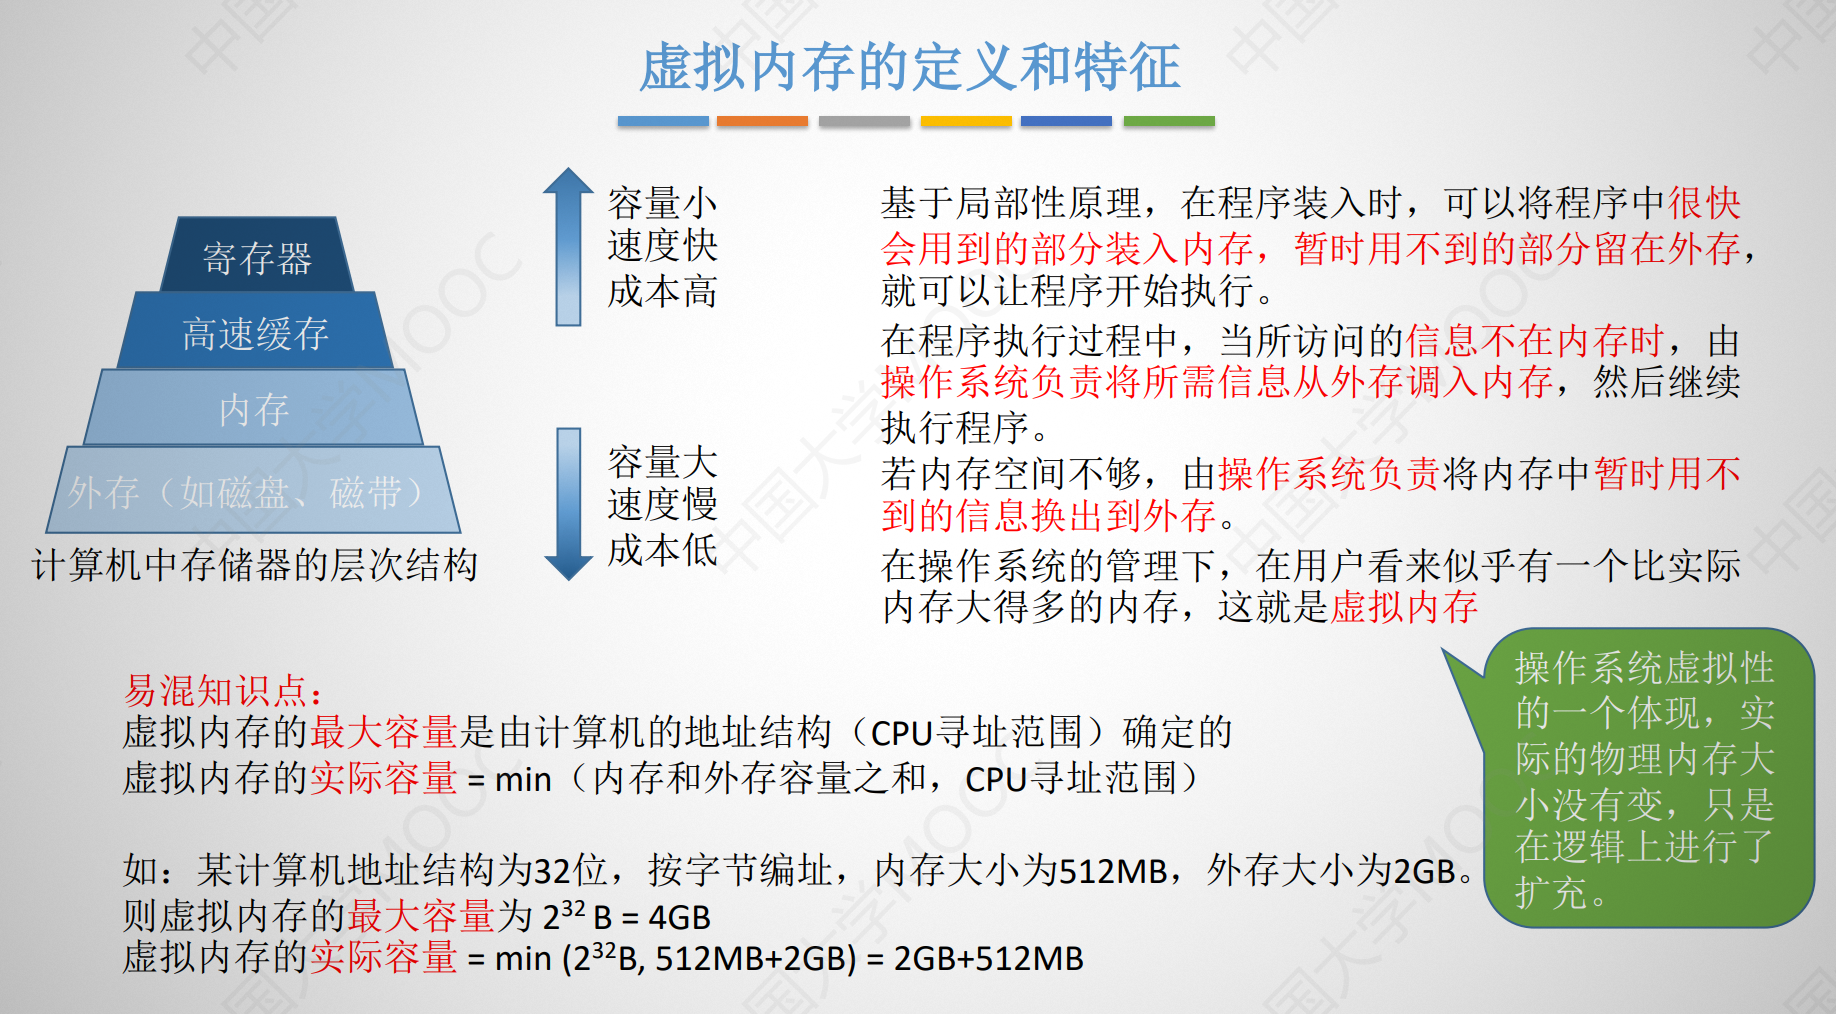 虚拟内存的定义和特征
寄存器
高速缓存
内存
外存（如磁盘、磁带）
计算机中存储器的层次结构
容量小
速度快
成本高
容量大
速度慢
成本低
基于局部性原理，在程序装入时，可以将程序中很快
会用到的部分装入内存，暂时用不到的部分留在外存，
就可以让程序开始执行。
在程序执行过程中，当所访问的信息不在内存时，由
操作系统负责将所需信息从外存调入内存，然后继续
执行程序。
若内存空间不够，由操作系统负责将内存中暂时用不
到的信息换出到外存。
在操作系统的管理下，在用户看来似乎有一个比实际
内存大得多的内存，这就是虚拟内存
操作系统虚拟性
的一个体现，实
际的物理内存大
小没有变，只是
在逻辑上进行了
扩充。
易混知识点：
虚拟内存的最大容量是由计算机的地址结构（CPU寻址范围）确定的
虚拟内存的实际容量 = min（内存和外存容量之和，CPU寻址范围）
如：某计算机地址结构为32位，按字节编址，内存大小为512MB，外存大小为2GB。
则虚拟内存的最大容量为 2³² B = 4GB
虚拟内存的实际容量 = min (2³²B, 512MB+2GB) = 2GB+512MB
中国大学MOOC